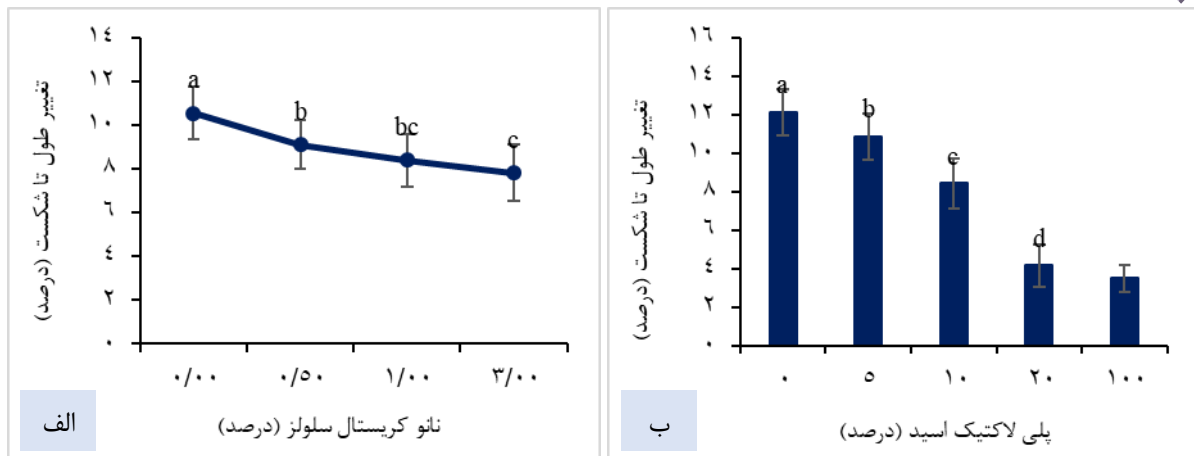 تغییر طول تا شکست (درصد)
۱۴
۱۲
۱۰
۸
۶
۴
۲
۰
a
b
bc
c
۰/۰۰ ۰/۵۰ ۱/۰۰ ۳/۰۰
نانو کریستال سلولز (درصد)
الف
تغییر طول تا شکست (درصد)
۱۶
۱۴
۱۲
۱۰
۸
۶
۴
۲
۰
a
b
c
d
۰ ۵ ۱۰ ۲۰ ۱۰۰
پلی لاکتیک اسید (درصد)
ب